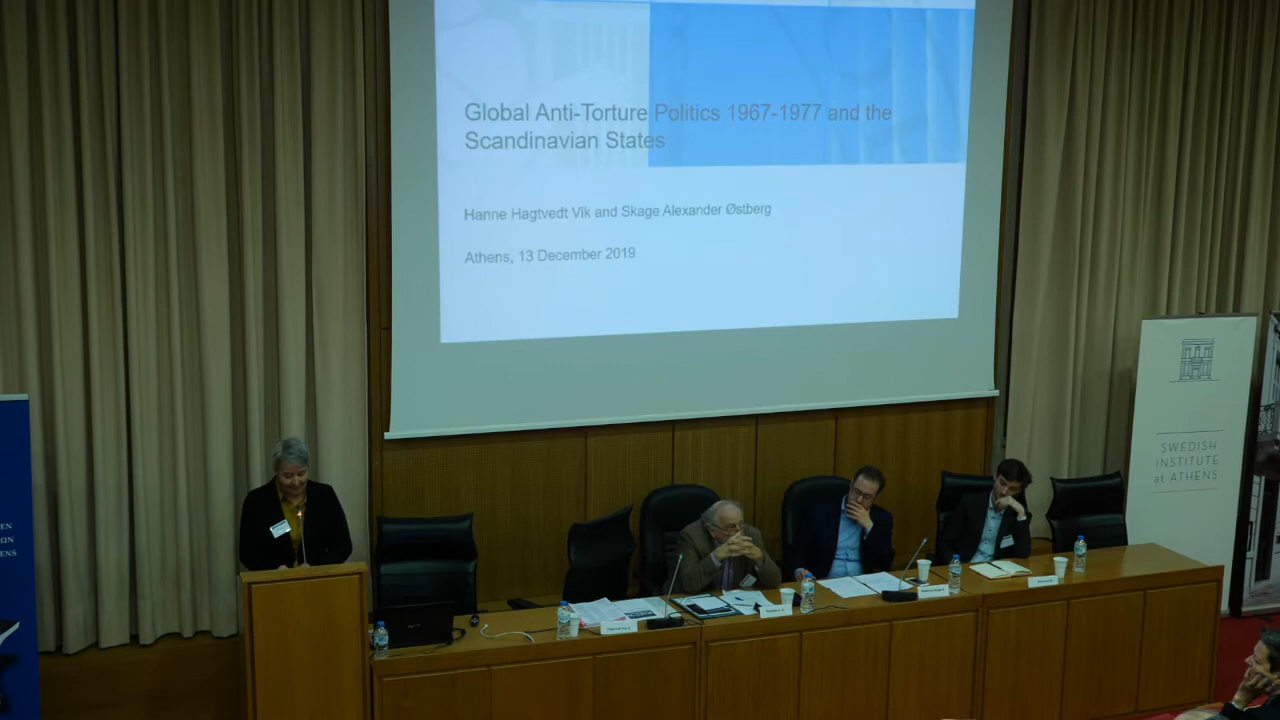 Global Anti-Torture Politics 1967-1977 and the
Scandinavian States
Hanne Hagtvedt Vik and Skage Alexander Østberg
Athens, 13 December 2019
SWEDISH
INSTITUTE
at ATHENS